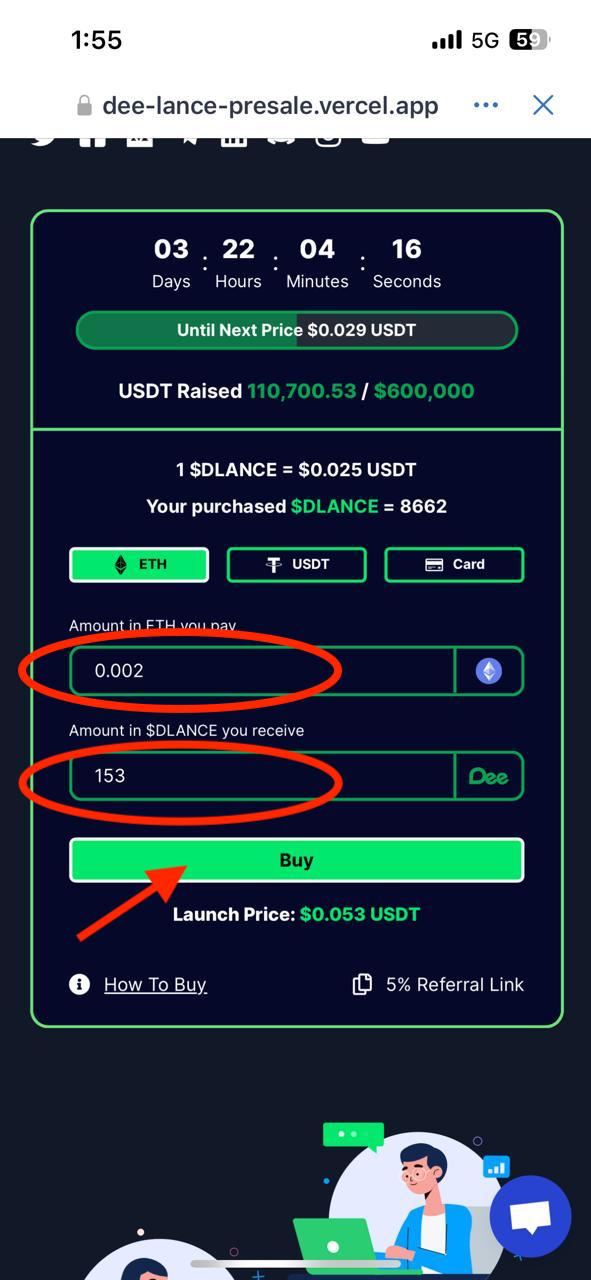 1:55
5G 59
dee-lance-presale.vercel.app
03 : 22 : 04 : 16
Days Hours Minutes Seconds
Until Next Price $0.029 USDT
USDT Raised 110,700.53 / $600,000
1 $DLANCE = $0.025 USDT
Your purchased $DLANCE = 8662
ETH USDT Card
Amount in ETH you pay
0.002
Amount in $DLANCE you receive
153 Dee
Buy
Launch Price: $0.053 USDT
How To Buy 5% Referral Link